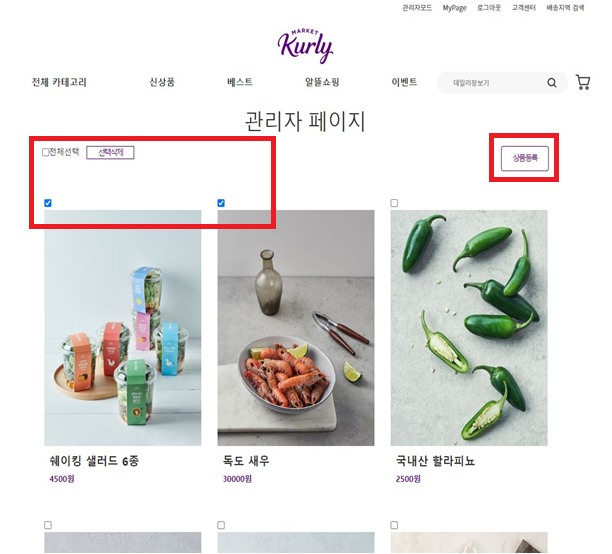 관리자모드 MyPage 로그아웃 고객센터 배송지역 검색
MARKET
Kurly
전체 카테고리 신상품 베스트 알뜰쇼핑 이벤트 데일리장보기
관리자 페이지
전체선택 선택삭제 상품등록
쉐이킹 샐러드 6종 독도 새우 국내산 할라피뇨
4500원 30000원 2500원